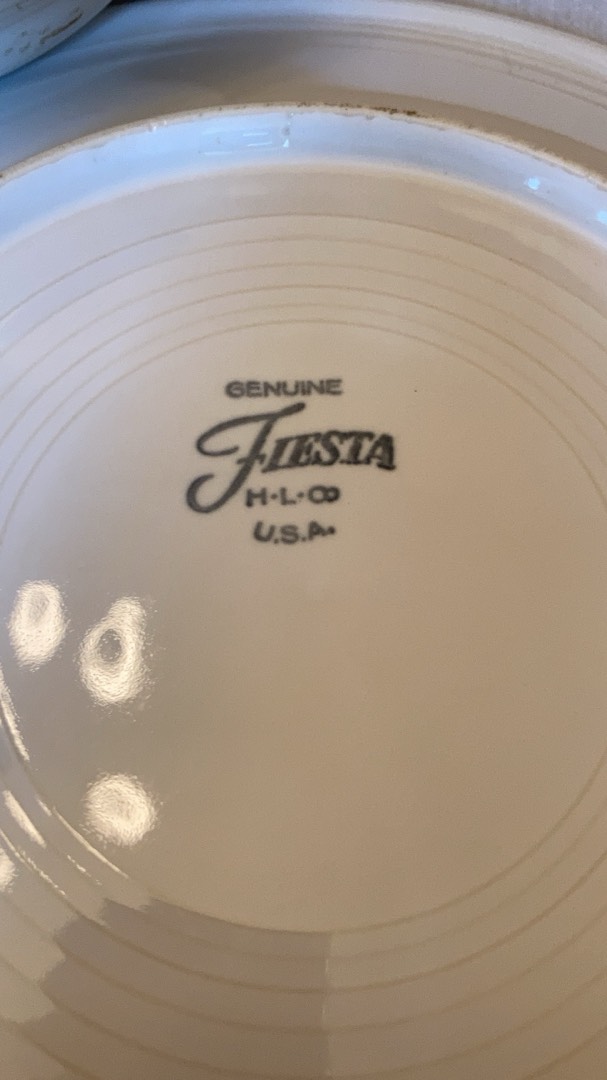 GENUINE
FIESTA
H·L·CO
U.S.A.